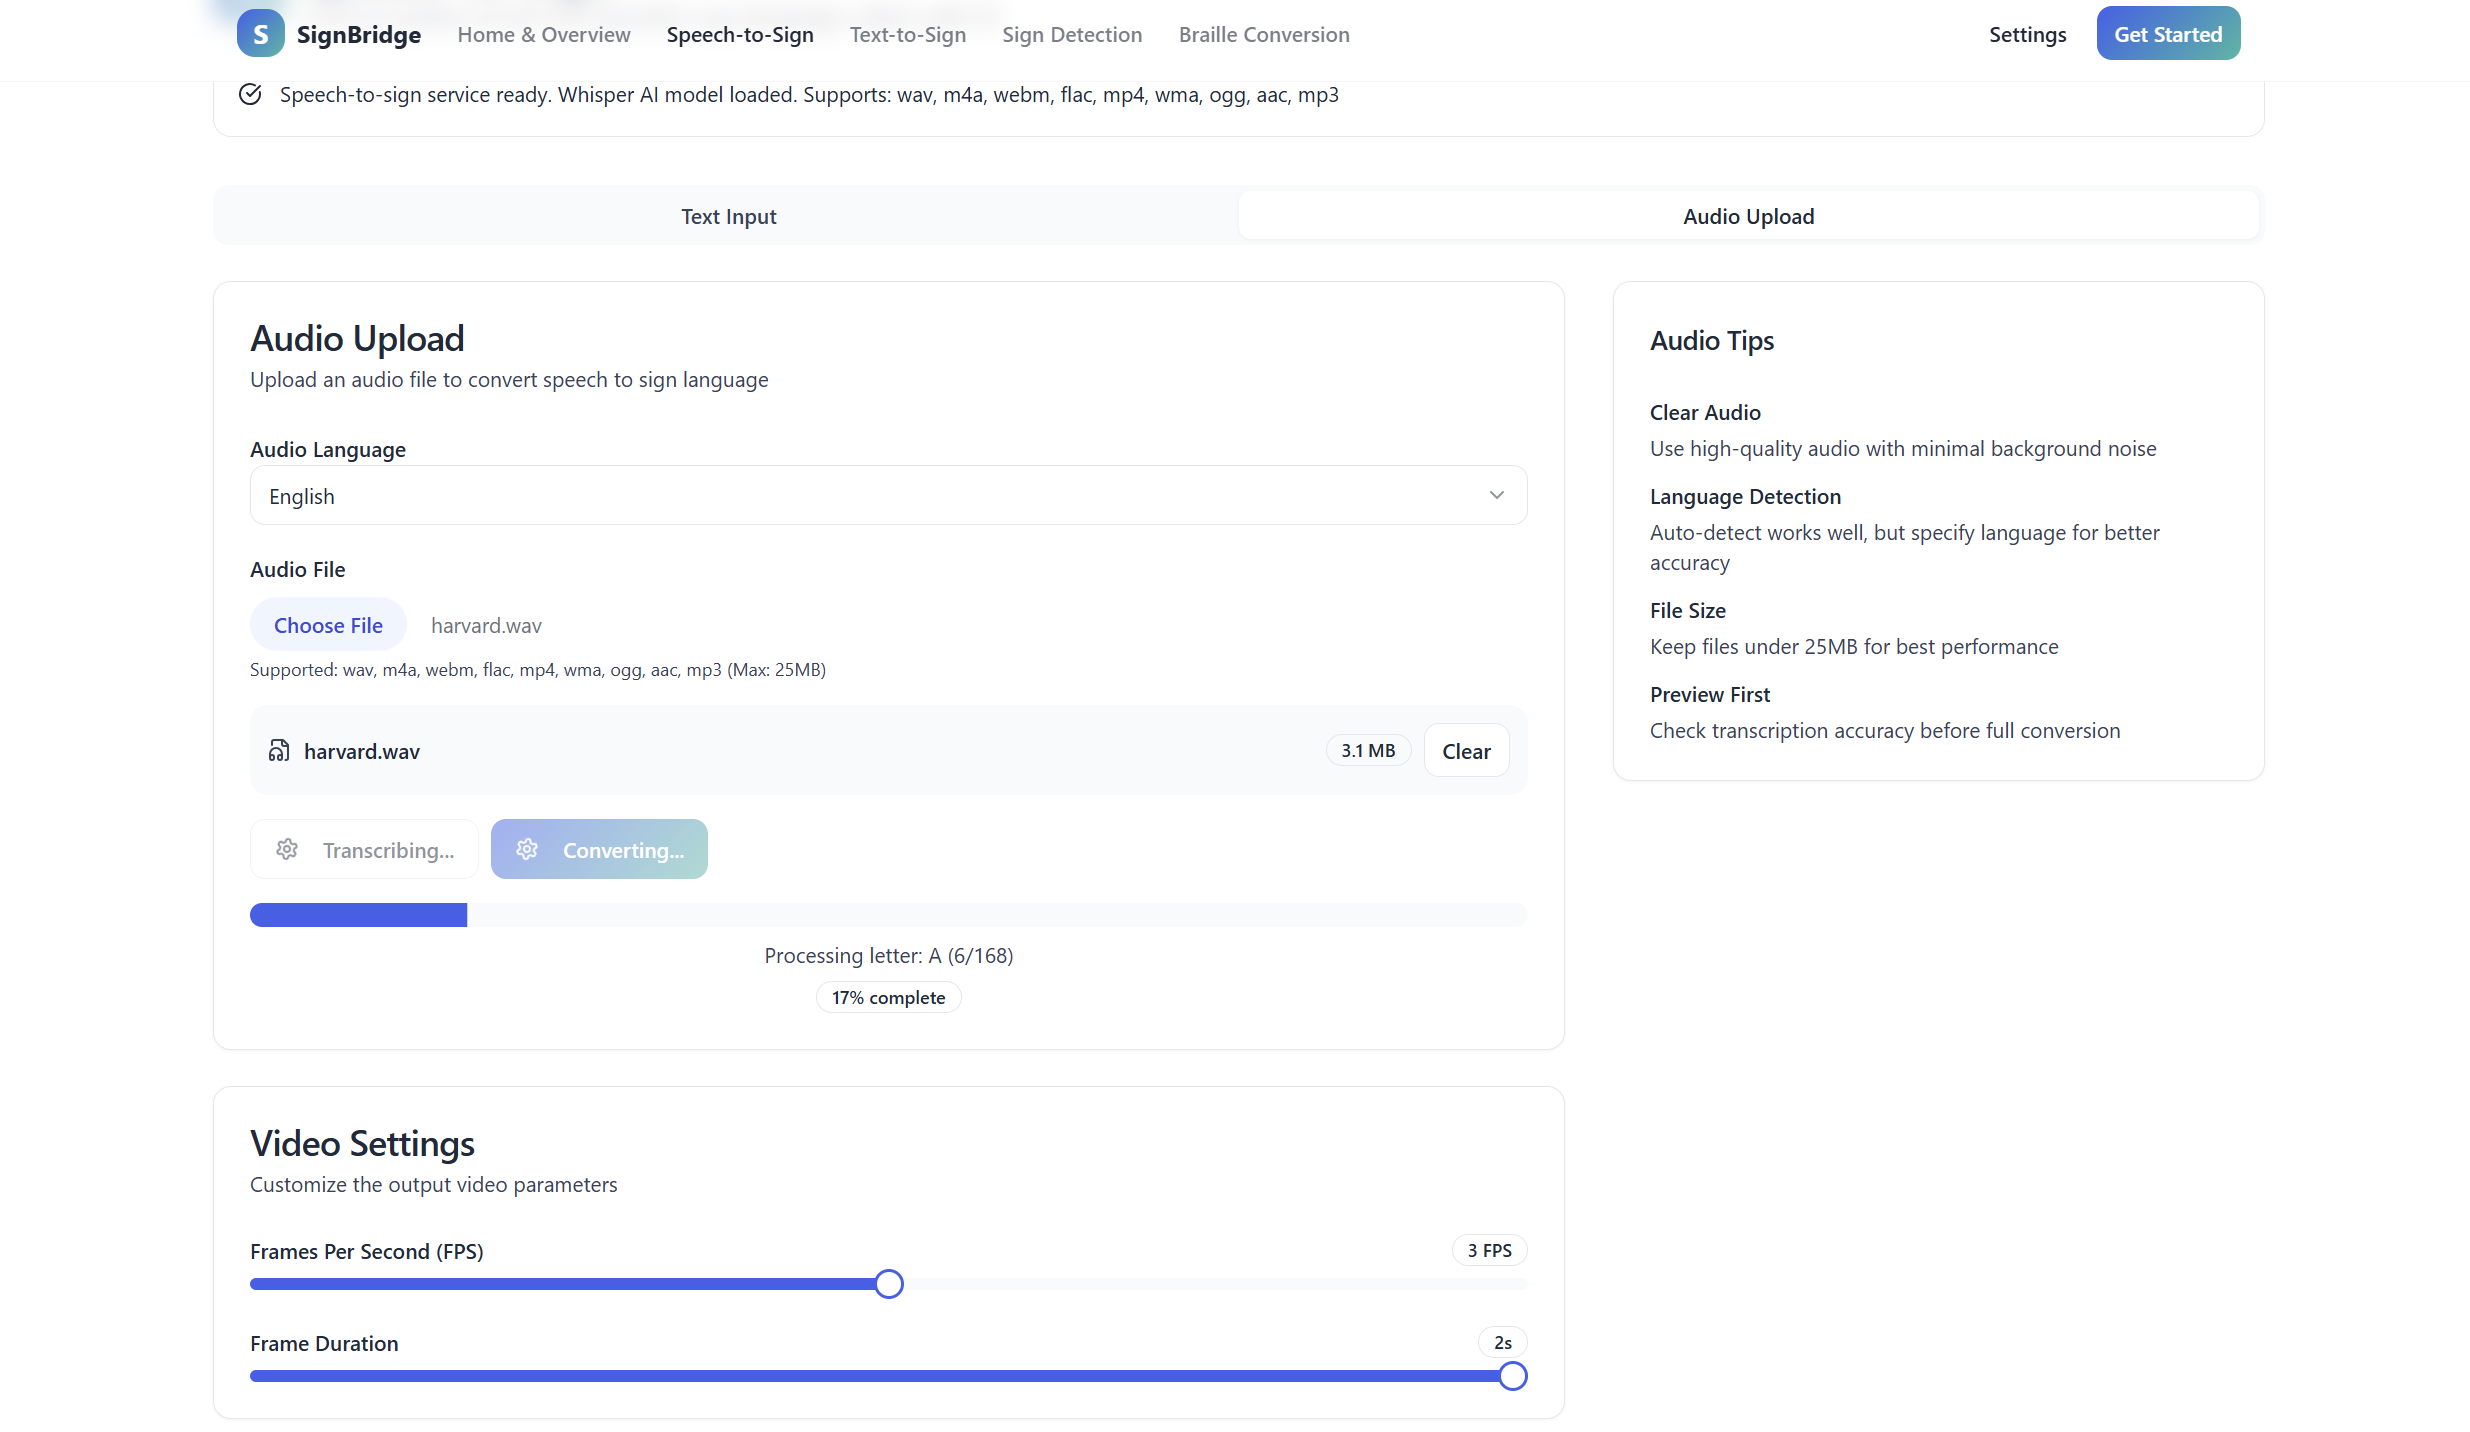 S SignBridge Home & Overview Speech-to-Sign Text-to-Sign Sign Detection Braille Conversion Settings Get Started
Speech-to-sign service ready. Whisper AI model loaded. Supports: wav, m4a, webm, flac, mp4, wma, ogg, aac, mp3
Text Input
Audio Upload
Audio Upload
Upload an audio file to convert speech to sign language
Audio Language
English
Audio File
Choose File harvard.wav
Supported: wav, m4a, webm, flac, mp4, wma, ogg, aac, mp3 (Max: 25MB)
harvard.wav 3.1 MB Clear
Transcribing... Converting...
Processing letter: A (6/168)
17% complete
Video Settings
Customize the output video parameters
Frames Per Second (FPS) 3 FPS
Frame Duration 2s
Audio Tips
Clear Audio
Use high-quality audio with minimal background noise
Language Detection
Auto-detect works well, but specify language for better
accuracy
File Size
Keep files under 25MB for best performance
Preview First
Check transcription accuracy before full conversion